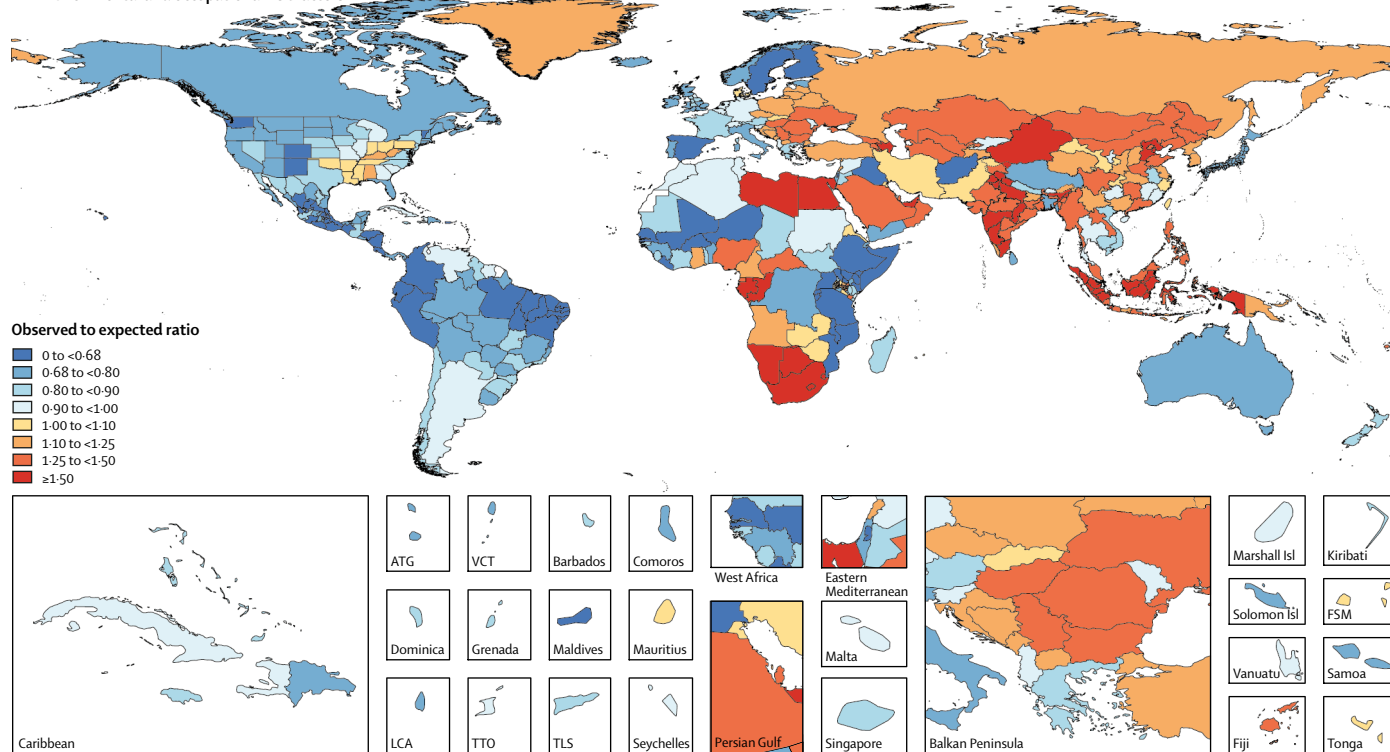 Observed to expected ratio
0 to <0·68
0·68 to <0·80
0·80 to <0·90
0·90 to <1·00
1·00 to <1·10
1·10 to <1·25
1·25 to <1·50
≥1·50
Caribbean
ATG
VCT
Barbados
Comoros
Dominica
Grenada
Maldives
Mauritius
LCA
TTO
TLS
Seychelles
West Africa
Eastern
Mediterranean
Persian Gulf
Malta
Singapore
Balkan Peninsula
Marshall Isl
Kiribati
Solomon Isl
FSM
Vanuatu
Samoa
Fiji
Tonga